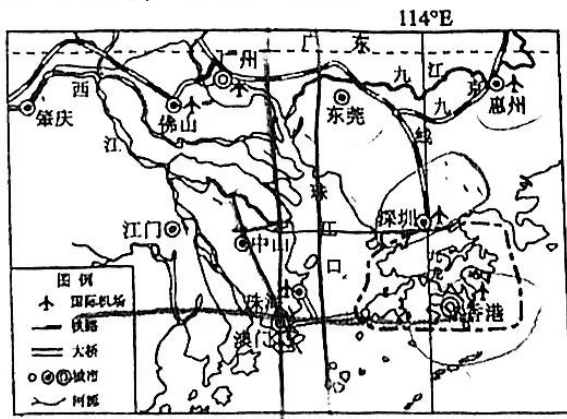 114°E
广东
广州
西江
九江
京九线
惠州
肇庆
佛山
东莞
珠江口
深圳
江门
中山
九龙
珠海
香港
澳门
图例
国际机场
铁路
大桥
城市
河流